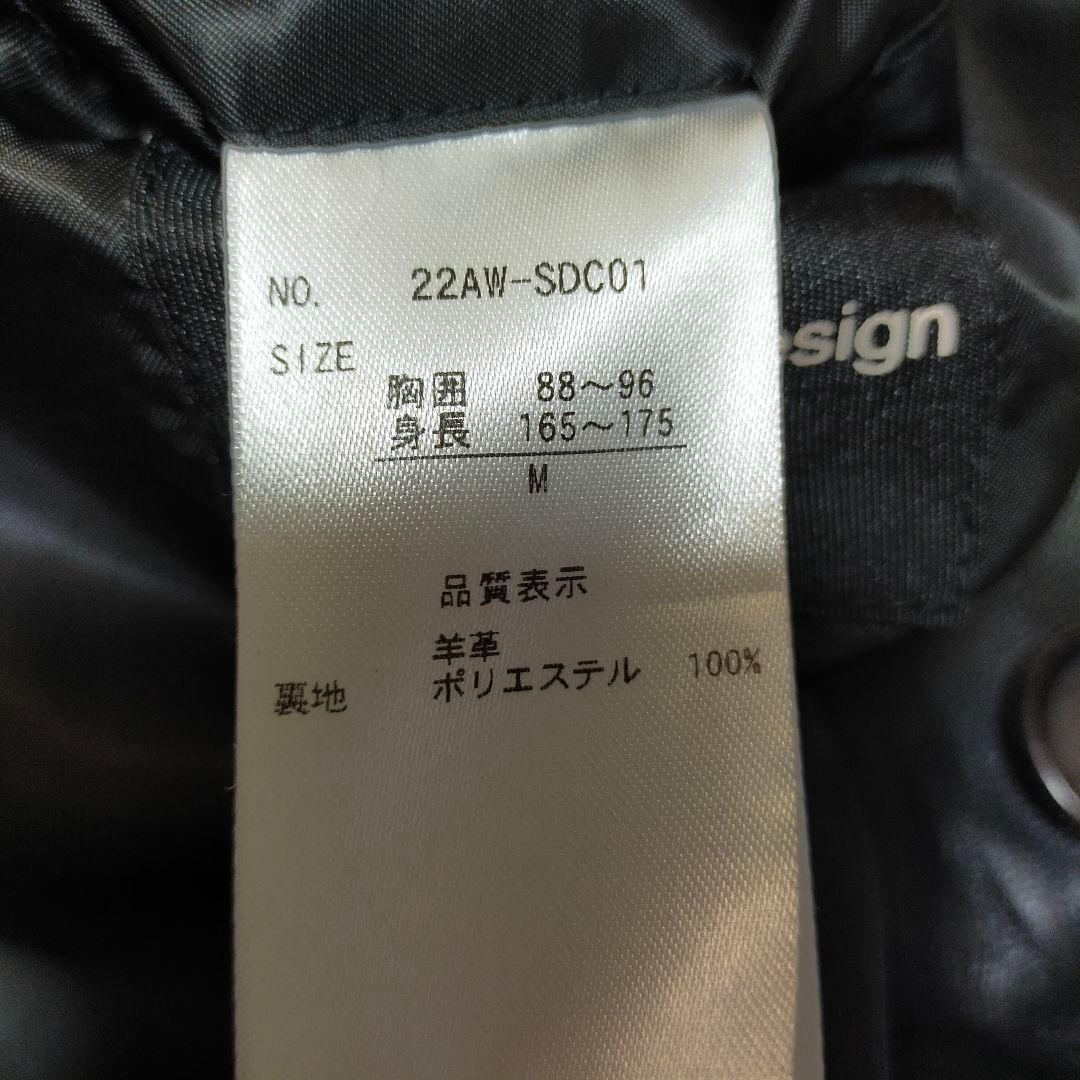 NO. 22AW-SDC01
SIZE
胸囲 88～96
身長 165～175
M
品質表示
羊革
裏地 ポリエステル 100%
esign